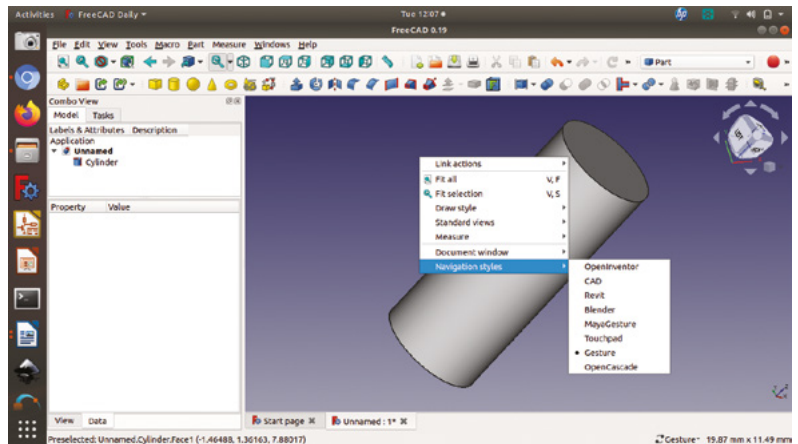 Activities FreeCAD Daily Tue 12:07
FreeCAD 0.19
File Edit View Tools Macro Part Measure Windows Help
Part
Combo View
Model Tasks
Labels & Attributes Description
Application
Unnamed
Cylinder
Property Value
Link actions
Fit all V, F
Fit selection V, S
Draw style
Standard views
Measure
Document window
Navigation styles
OpenInventor
CAD
Revit
Blender
MayaGesture
Touchpad
Gesture
OpenCascade
View Data
Start page Unnamed : 1*
Preselected: Unnamed.Cylinder.Face1 (-1.46488, 1.36163, 7.88017) Gesture 19.87 mm x 11.49 mm